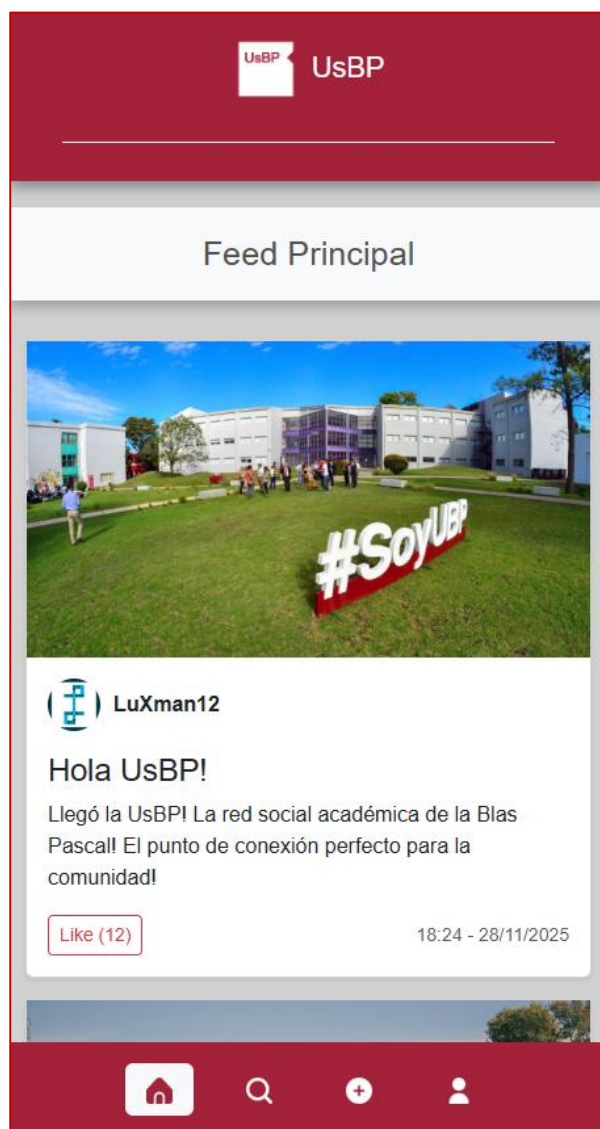 UsBP
UsBP
Feed Principal
#SoyUBP
LuXman12
Hola UsBP!
Llegó la UsBP! La red social académica de la Blas
Pascal! El punto de conexión perfecto para la
comunidad!
Like (12)
18:24 - 28/11/2025